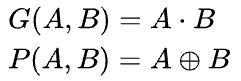 G(A, B) = A · B
P(A, B) = A ⊕ B